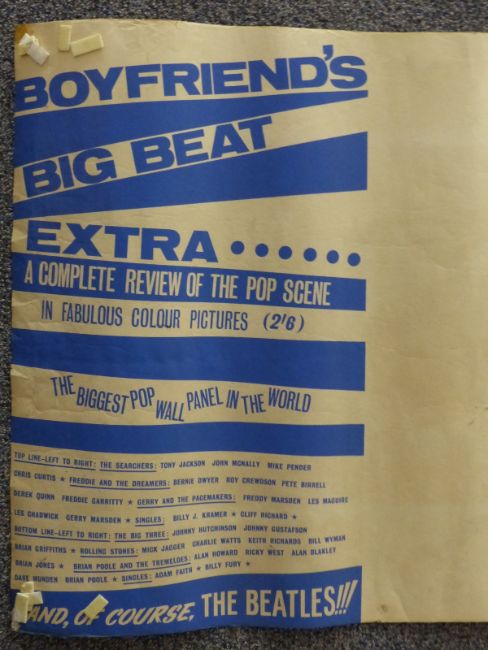 BOYFRIEND'S
BIG BEAT
EXTRA ......
A COMPLETE REVIEW OF THE POP SCENE
IN FABULOUS COLOUR PICTURES (2'6)
THE BIGGEST POP WALL PANEL IN THE WORLD
TOP LINE-LEFT TO RIGHT: THE SEARCHERS: TONY JACKSON JOHN MCNALLY MIKE PENDER
CHRIS CURTIS ★ FREDDIE AND THE DREAMERS: BERNIE DWYER ROY CREWDSON PETE BIRRELL
DEREK QUINN FREDDIE GARRITTY ★ GERRY AND THE PACEMAKERS: FREDDY MARSDEN LES MAGUIRE
LES CHADWICK GERRY MARSDEN ★ SINGLES: BILLY J. KRAMER ★ CLIFF RICHARD ★
BOTTOM LINE-LEFT TO RIGHT: THE BIG THREE: JOHNNY HUTCHINSON JOHNNY GUSTAFSON
BRIAN GRIFFITHS ★ ROLLING STONES: MICK JAGGER CHARLIE WATTS KEITH RICHARDS BILL WYMAN
BRIAN JONES ★ BRIAN POOLE AND THE TREMELOES: ALAN HOWARD RICKY WEST ALAN BLAKLEY
DAVE MUNDEN BRIAN POOLE ★ SINGLES: ADAM FAITH ★ BILLY FURY ★
AND, OF COURSE, THE BEATLES!!!